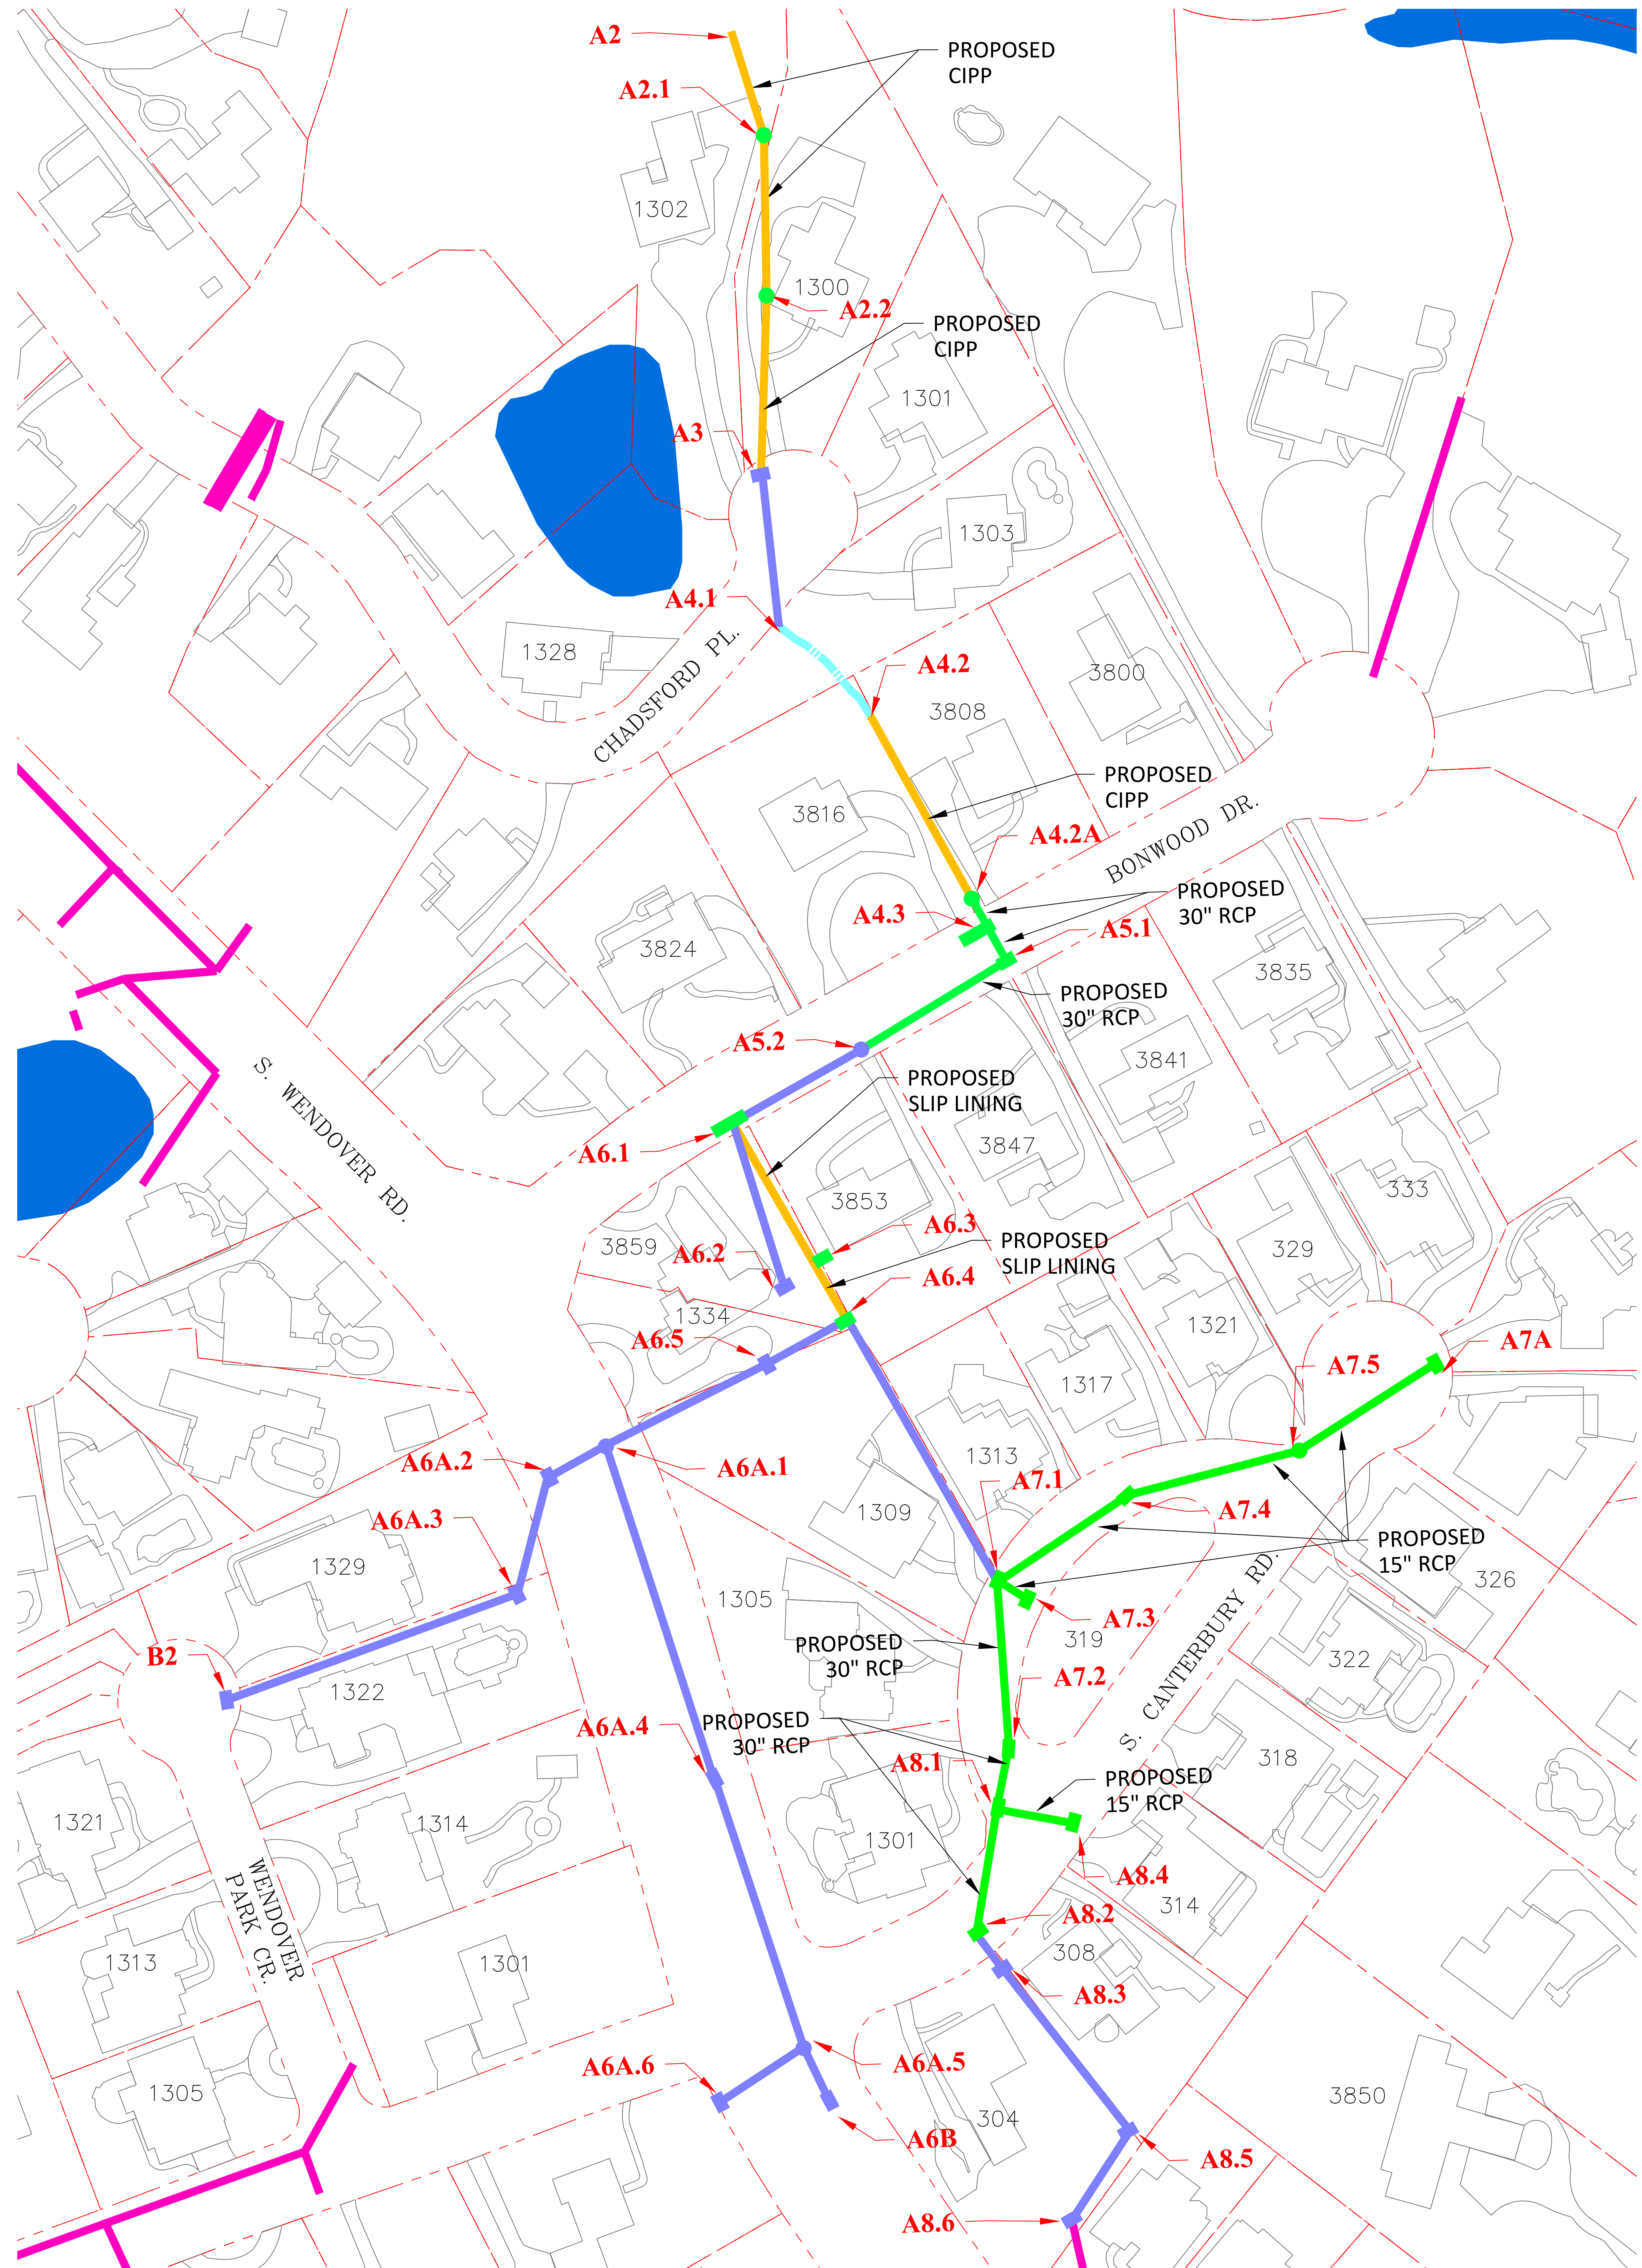 A2
PROPOSED
CIPP
A2.1
1302
1300
A2.2
PROPOSED
CIPP
1301
A3
1303
A4.1
1328
CHADSFORD PL.
A4.2
3800
3808
PROPOSED
CIPP
3816
A4.2A
BONWOOD DR.
PROPOSED
30" RCP
A4.3
A5.1
3824
3835
PROPOSED
30" RCP
A5.2
3841
S. WENDOVER RD.
PROPOSED
SLIP LINING
A6.1
3847
3853
333
A6.3
3859
A6.2
PROPOSED
SLIP LINING
329
A6.4
1334
1321
A6.5
A7A
A7.5
1317
1313
A6A.2
A6A.1
A7.1
A7.4
1309
A6A.3
PROPOSED
15" RCP
1329
326
1305
A7.3
319
PROPOSED
30" RCP
B2
322
A7.2
1322
S. CANTERBURY RD.
PROPOSED
30" RCP
A6A.4
318
A8.1
PROPOSED
15" RCP
1321
1314
1301
A8.4
314
WENDOVER
PARK CR.
A8.2
308
1313
1301
A8.3
A6A.6
A6A.5
1305
3850
304
A6B
A8.5
A8.6